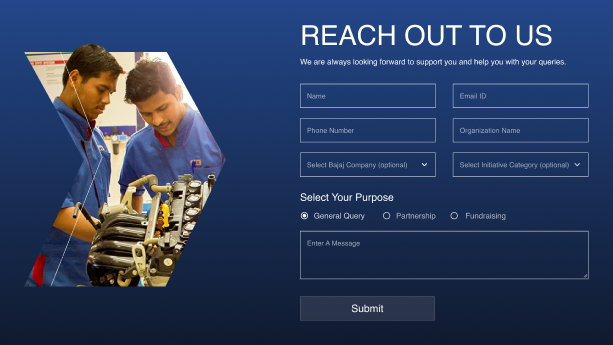 REACH OUT TO US
We are always looking forward to support you and help you with your queries.
Name
Email ID
Phone Number
Organization Name
Select Bajaj Company (optional)
Select Initiative Category (optional)
Select Your Purpose
General Query
Partnership
Fundraising
Enter A Message
Submit